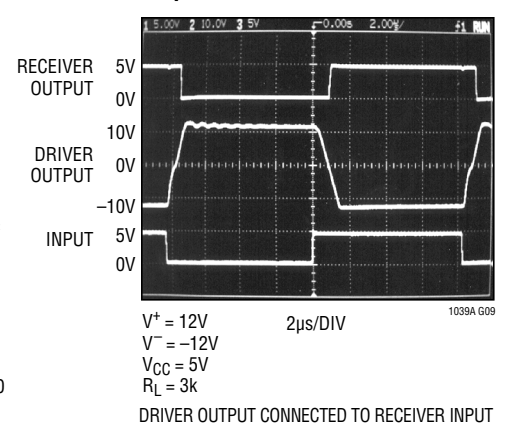 1 5.00V 2 10.0V 3 5V 0.00s 2.00µ/ 1 RUN
RECEIVER OUTPUT 5V
0V
10V
DRIVER OUTPUT 0V
–10V
INPUT 5V
0V
1039A G09
V+ = 12V
2µs/DIV
V– = –12V
VCC = 5V
RL = 3k
DRIVER OUTPUT CONNECTED TO RECEIVER INPUT